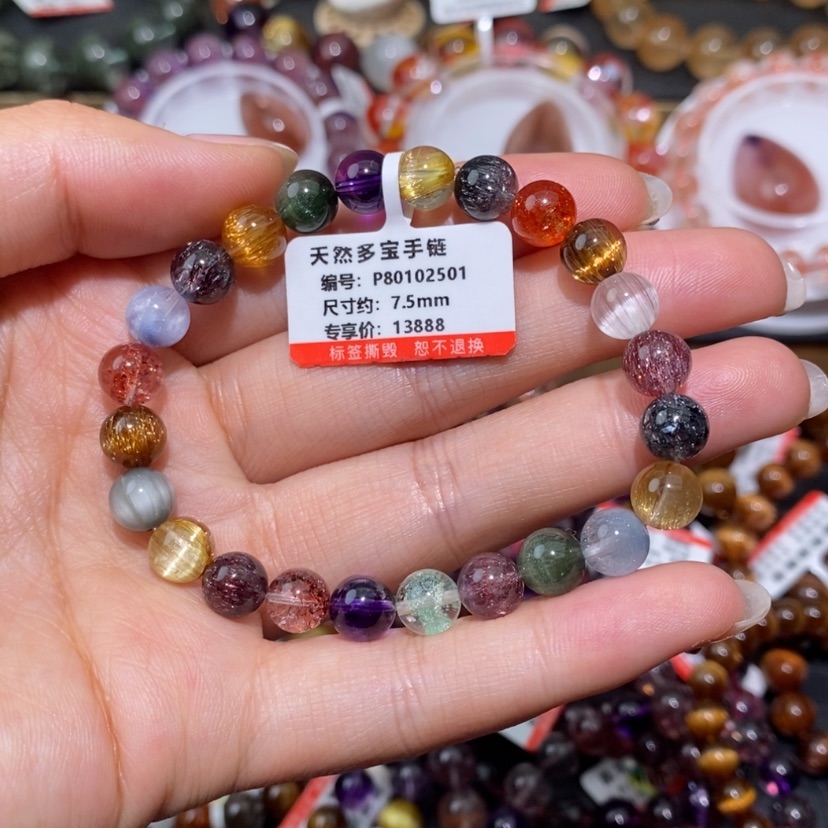 天然多宝手链
编号：P80102501
尺寸约：7.5mm
专享价：13888
标签撕毁 恕不退换